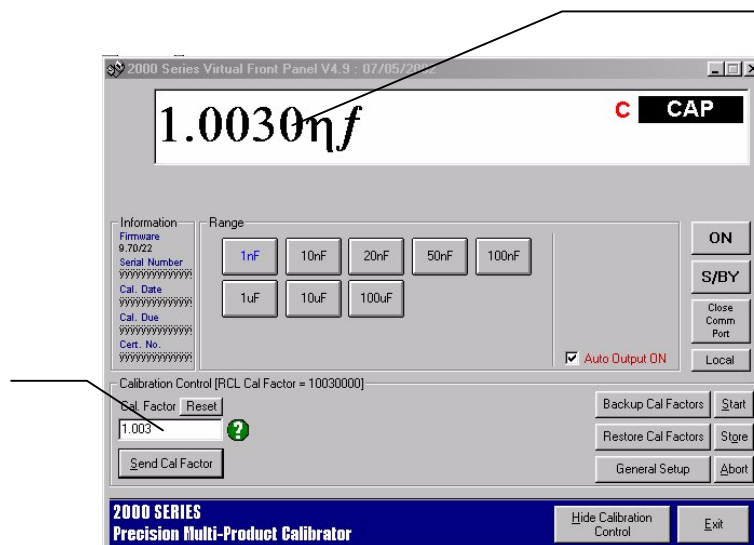 2000 Series Virtual Front Panel V4.9 : 07/05/2002
1.0030ηf
C CAP
Information
Firmware
9.70/22
Serial Number
ÿÿÿÿÿÿÿÿÿÿÿÿÿ
Cal. Date
ÿÿÿÿÿÿÿÿÿÿÿÿÿ
Cal. Due
ÿÿÿÿÿÿÿÿÿÿÿÿÿ
Cert. No.
ÿÿÿÿÿÿÿÿÿÿÿÿÿ
Range
1nF 10nF 20nF 50nF 100nF
1uF 10uF 100uF
Auto Output ON
ON
S/BY
Close
Comm
Port
Local
Calibration Control [RCL Cal Factor = 10030000]
Cal. Factor Reset
1.003
?
Send Cal Factor
Backup Cal Factors Start
Restore Cal Factors Store
General Setup Abort
2000 SERIES
Precision Multi-Product Calibrator
Hide Calibration
Control
Exit